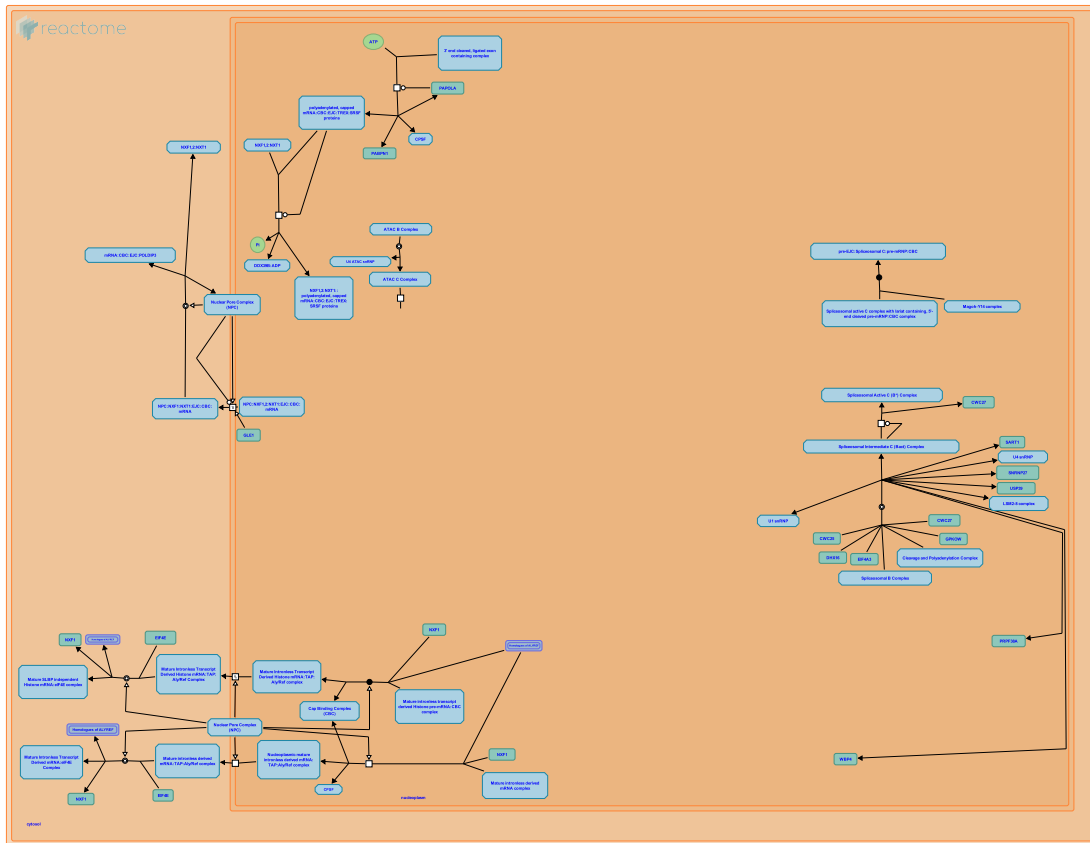 reactome
ATP
3' end cleaved, ligated exon
containing complex
PAPOLA
polyadenylated, capped
mRNA:CBC:EJC:TREX:SRSF
proteins
CPSF
PABPN1
NXF1,2:NXT1
NXF1,2:NXT1
Pi
DDX39B:ADP
NXF1,2:NXT1:
polyadenylated, capped
mRNA:CBC:EJC:TREX:
SRSF proteins
ATAC B Complex
U4 ATAC snRNP
ATAC C Complex
mRNA:CBC:EJC:POLDIP3
Nuclear Pore Complex
(NPC)
NPC:NXF1:NXT1:EJC:CBC:
mRNA
NPC:NXF1,2:NXT1:EJC:CBC:
mRNA
GLE1
pre-EJC:Spliceosomal C: pre-mRNP:CBC
Spliceosomal active C complex with lariat containing, 5'-
end cleaved pre-mRNP:CBC complex
Magoh-Y14 complex
Spliceosomal Active C (B*) Complex
CWC27
Spliceosomal Intermediate C (Bact) Complex
SART1
U4 snRNP
SNRNP27
USP39
LSM2-8 complex
U1 snRNP
CWC25
CWC27
DHX16
EIF4A3
GPKOW
Cleavage and Polyadenylation Complex
Spliceosomal B Complex
PRPF38A
WBP4
NXF1
EIF4E
Mature SLBP independent
Histone mRNA:eIF4E complex
Mature Intronless Transcript
Derived Histone mRNA:TAP:
Aly/Ref Complex
Mature Intronless Transcript
Derived Histone mRNA:TAP:
Aly/Ref complex
NXF1
Cap Binding Complex
(CBC)
Mature intronless transcript
derived Histone pre-mRNA:CBC
complex
Nuclear Pore Complex
(NPC)
Homologues of ALYREF
Mature Intronless Transcript
Derived mRNA:eIF4E
Complex
Mature intronless derived
mRNA:TAP:Aly/Ref complex
NXF1
EIF4E
Nucleoplasmic mature
intronless derived mRNA:
TAP:Aly/Ref complex
CPSF
NXF1
Mature intronless derived
mRNA complex
nucleoplasm
cytosol